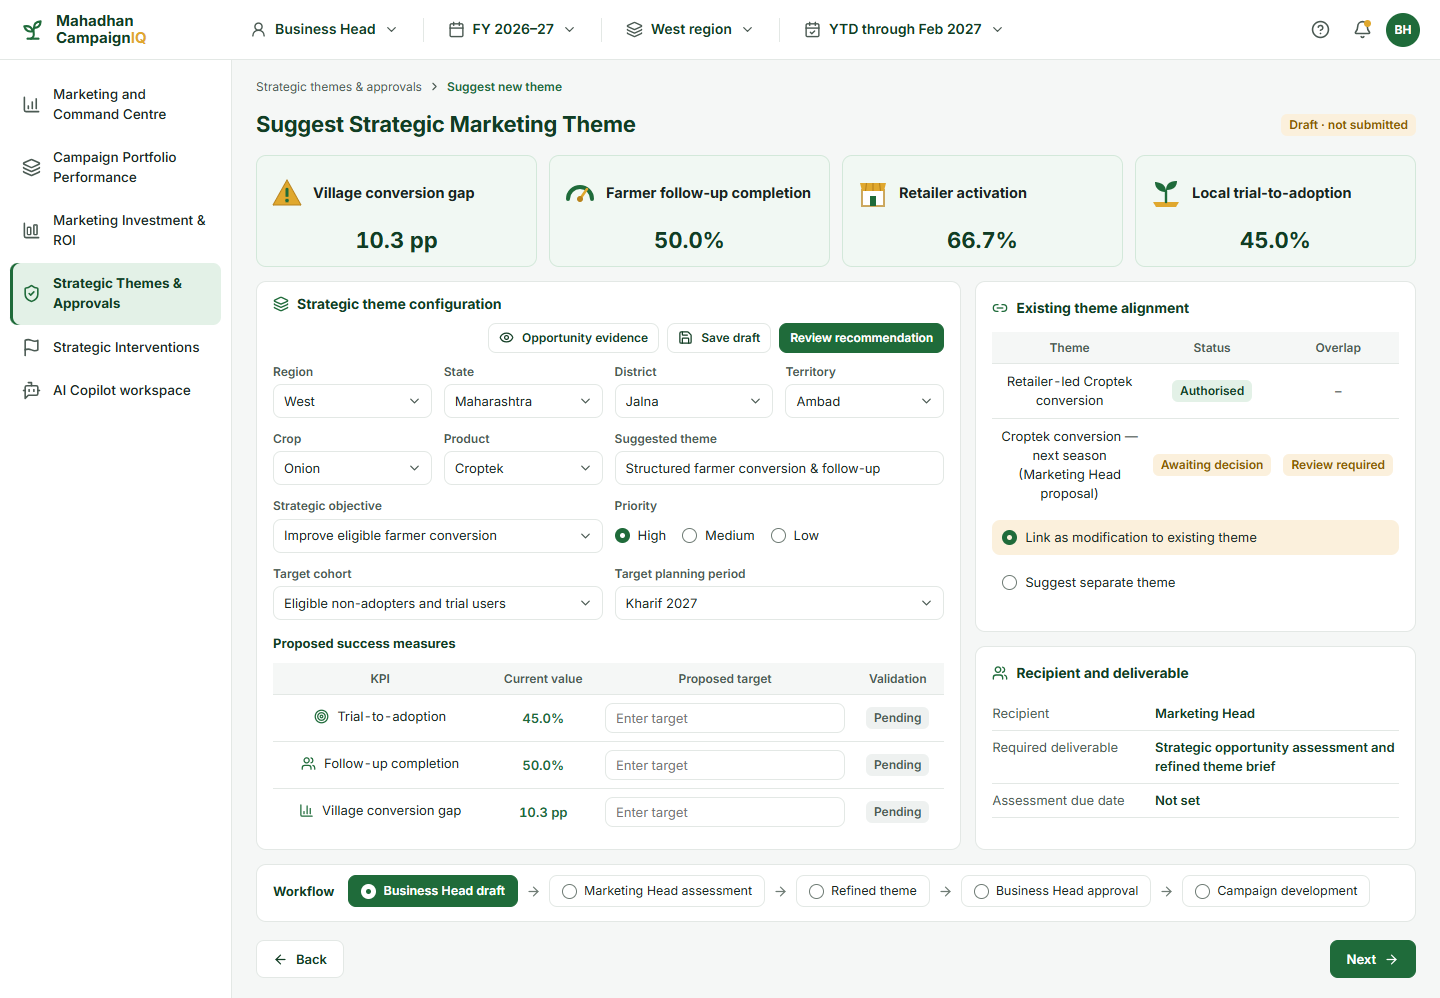 Mahadhan
CampaignIQ
Business Head
FY 2026–27
West region
YTD through Feb 2027
BH
Marketing and
Command Centre
Campaign Portfolio
Performance
Marketing Investment &
ROI
Strategic Themes &
Approvals
Strategic Interventions
AI Copilot workspace
Strategic themes & approvals > Suggest new theme
Suggest Strategic Marketing Theme
Draft · not submitted
Village conversion gap
10.3 pp
Farmer follow-up completion
50.0%
Retailer activation
66.7%
Local trial-to-adoption
45.0%
Strategic theme configuration
Opportunity evidence
Save draft
Review recommendation
Region
State
District
Territory
West
Maharashtra
Jalna
Ambad
Crop
Product
Suggested theme
Onion
Croptek
Structured farmer conversion & follow-up
Strategic objective
Priority
Improve eligible farmer conversion
High
Medium
Low
Target cohort
Target planning period
Eligible non-adopters and trial users
Kharif 2027
Proposed success measures
KPI
Current value
Proposed target
Validation
Trial-to-adoption
45.0%
Enter target
Pending
Follow-up completion
50.0%
Enter target
Pending
Village conversion gap
10.3 pp
Enter target
Pending
Existing theme alignment
Theme
Status
Overlap
Retailer-led Croptek
conversion
Authorised
–
Croptek conversion —
next season
(Marketing Head
proposal)
Awaiting decision
Review required
Link as modification to existing theme
Suggest separate theme
Recipient and deliverable
Recipient
Marketing Head
Required deliverable
Strategic opportunity assessment and
refined theme brief
Assessment due date
Not set
Workflow
Business Head draft
Marketing Head assessment
Refined theme
Business Head approval
Campaign development
Back
Next